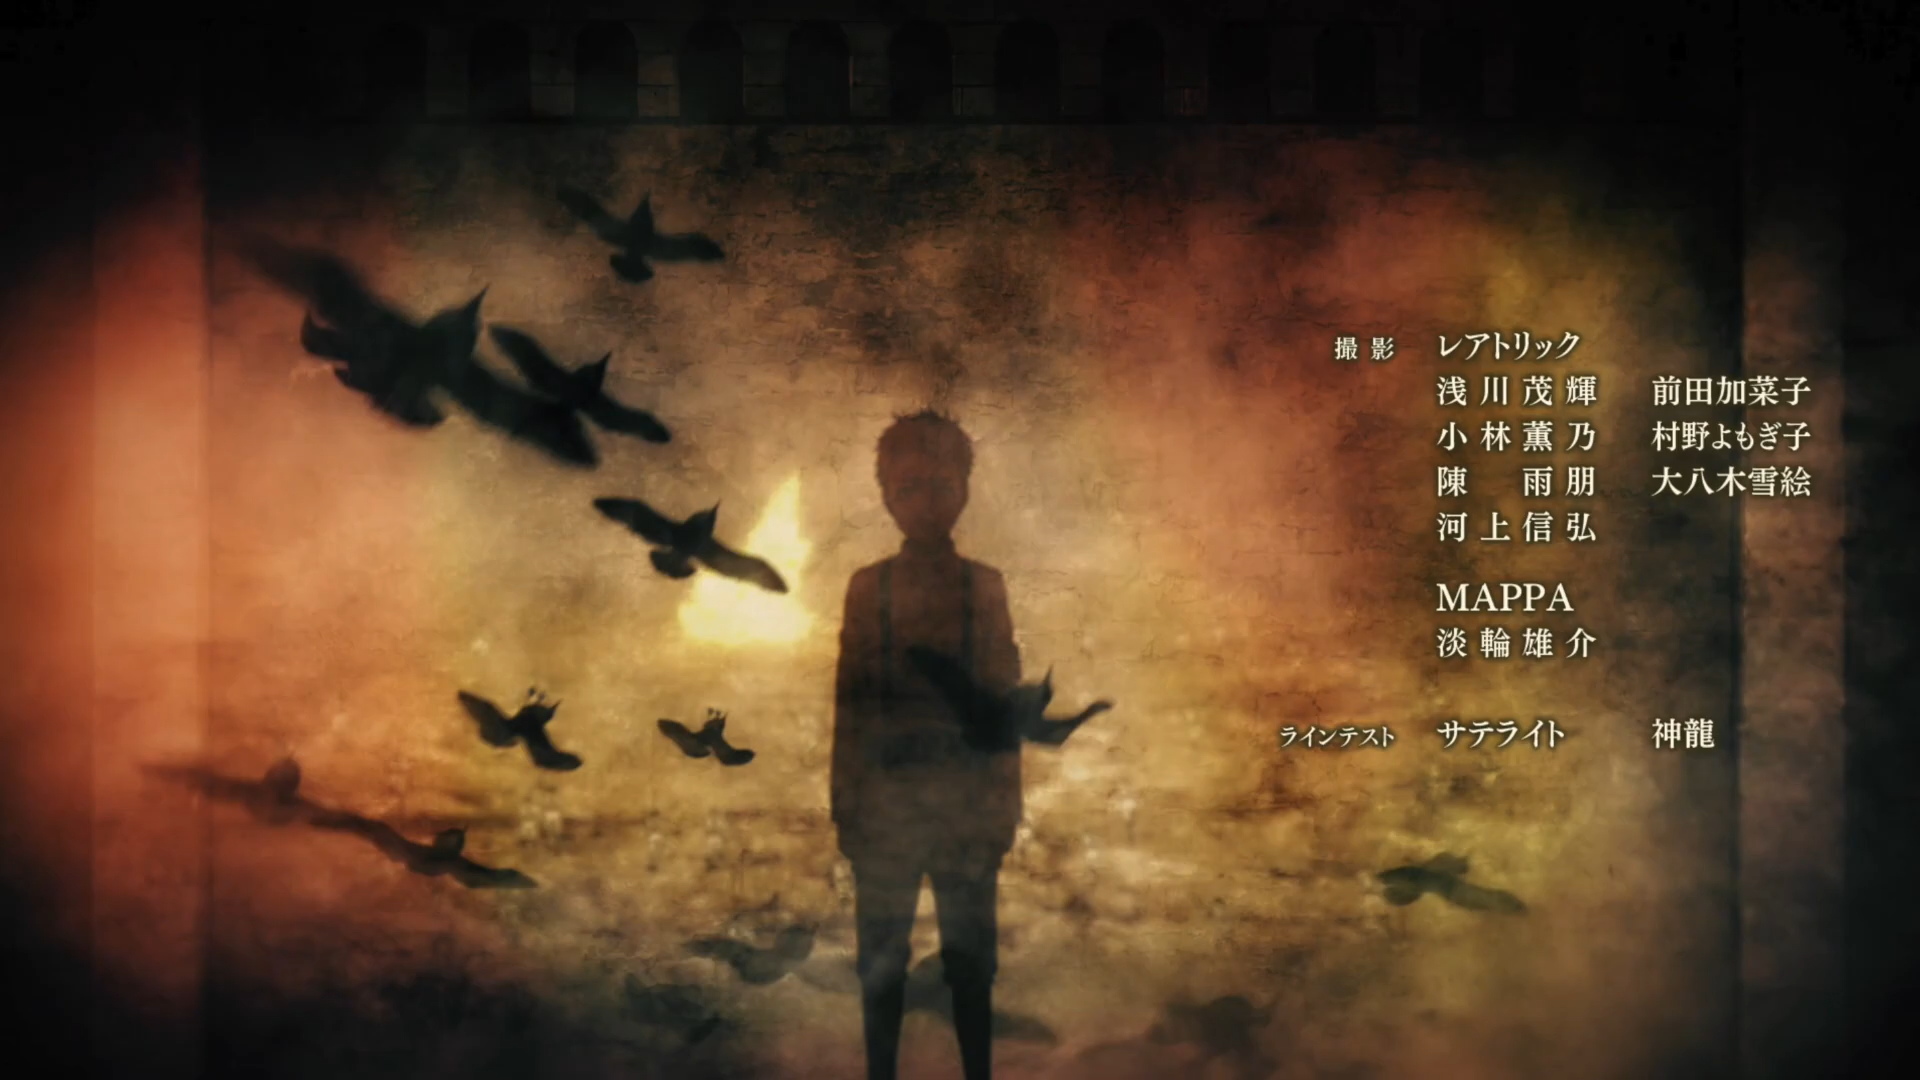 撮影 レアトリック
浅川茂輝 前田加菜子
小林薫乃 村野よもぎ子
陳雨朋 大八木雪絵
河上信弘
MAPPA
淡輪雄介
ラインテスト サテライト 神龍